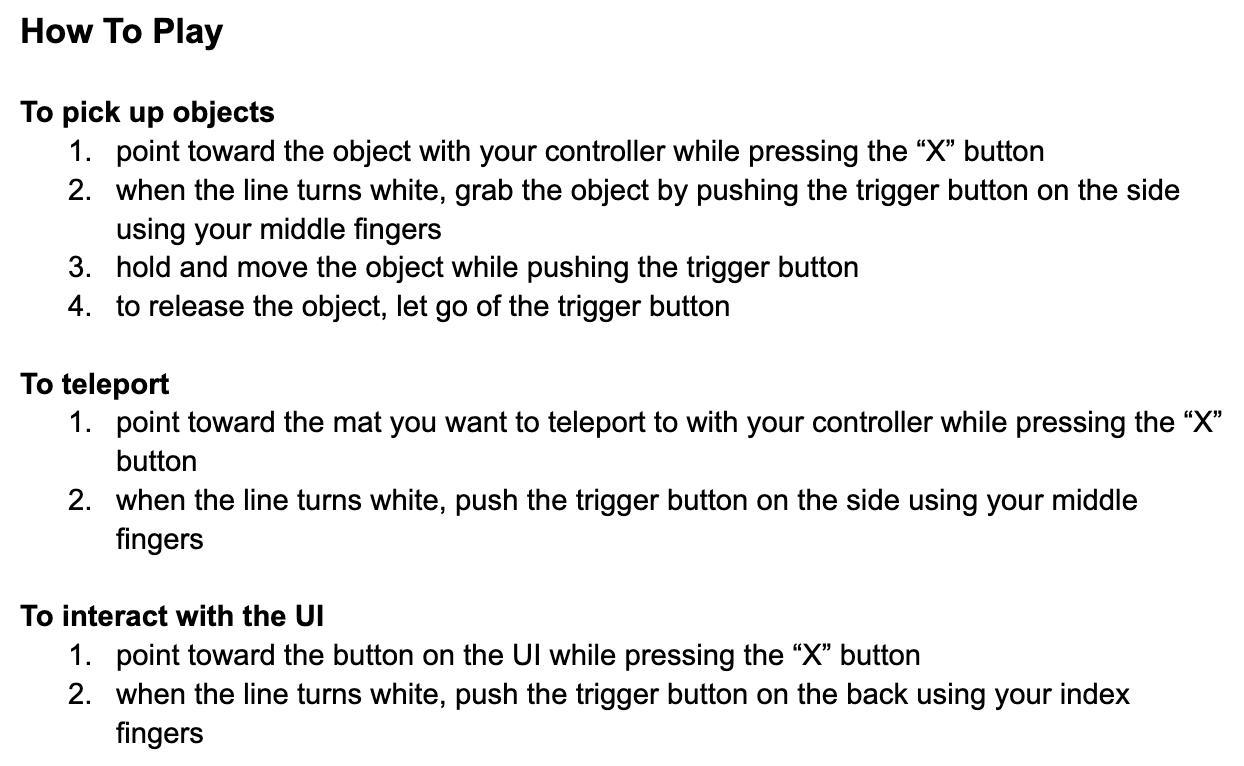 How To Play
To pick up objects
1. point toward the object with your controller while pressing the “X” button
2. when the line turns white, grab the object by pushing the trigger button on the side
using your middle fingers
3. hold and move the object while pushing the trigger button
4. to release the object, let go of the trigger button
To teleport
1. point toward the mat you want to teleport to with your controller while pressing the “X”
button
2. when the line turns white, push the trigger button on the side using your middle
fingers
To interact with the UI
1. point toward the button on the UI while pressing the “X” button
2. when the line turns white, push the trigger button on the back using your index
fingers